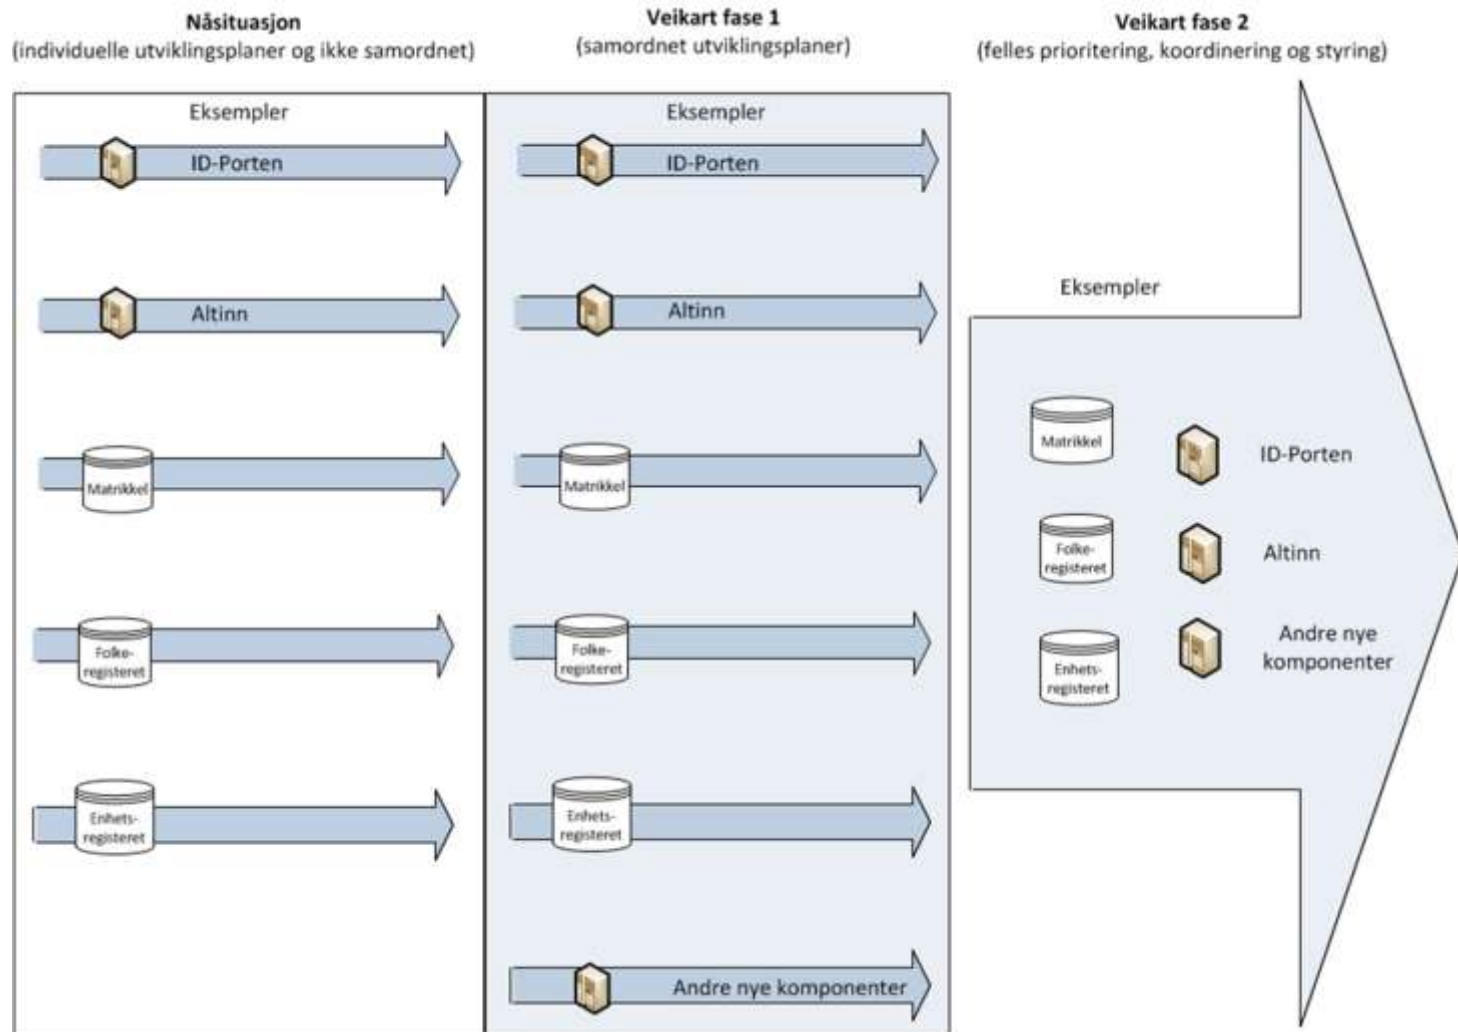 Nåsituasjon
(individuelle utviklingsplaner og ikke samordnet)
Eksempler
ID-Porten
Altinn
Matrikkel
Folke-
registeret
Enhets-
registeret
Veikart fase 1
(samordnet utviklingsplaner)
Eksempler
ID-Porten
Altinn
Matrikkel
Folke-
registeret
Enhets-
registeret
Andre nye komponenter
Veikart fase 2
(felles prioritering, koordinering og styring)
Eksempler
Matrikkel
ID-Porten
Folke-
registeret
Altinn
Enhets-
registeret
Andre nye
komponenter